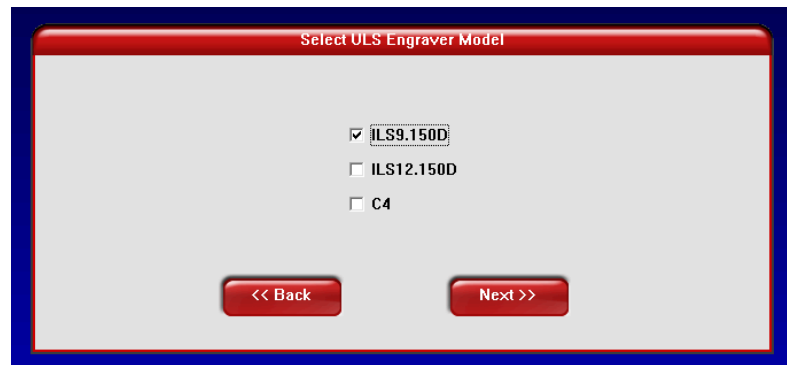 Select ULS Engraver Model
ILS9.150D
ILS12.150D
C4
<< Back
Next >>